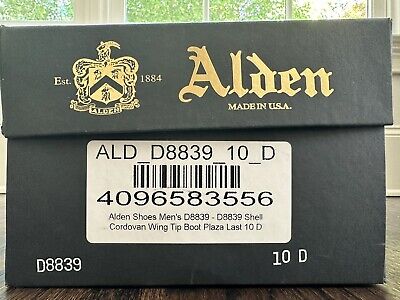 Est. 1884
Alden
ALDEN
MADE IN U.S.A.
ALD_D8839_10_D
4096583556
Alden Shoes Men's D8839 - D8839 Shell
Cordovan Wing Tip Boot Plaza Last 10 D
D8839 10 D